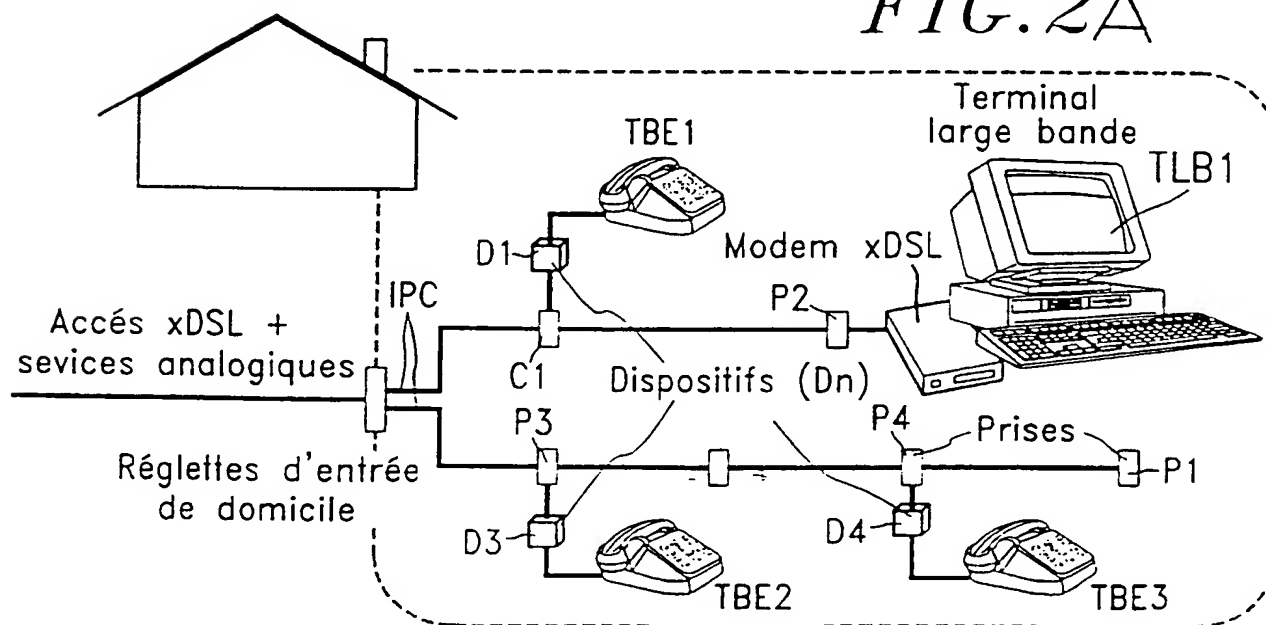 FIG.2A
Terminal
large bande
TLB1
TBE1
D1
Modem xDSL
IPC
P2
Accés xDSL +
sevices analogiques
C1
Dispositifs (Dn)
P3
P4
Prises
P1
Réglettes d'entrée
de domicile
D3
D4
TBE2
TBE3